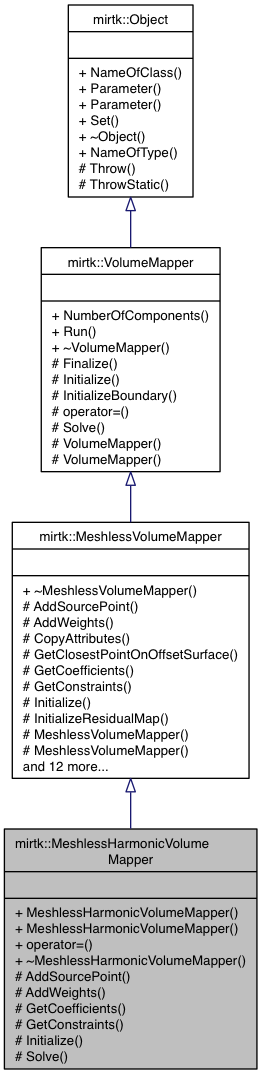 mirtk::Object
+ NameOfClass()
+ Parameter()
+ Parameter()
+ Set()
+ ~Object()
+ NameOfType()
# Throw()
# ThrowStatic()
mirtk::VolumeMapper
+ NumberOfComponents()
+ Run()
+ ~VolumeMapper()
# Finalize()
# Initialize()
# InitializeBoundary()
# operator=()
# Solve()
# VolumeMapper()
# VolumeMapper()
mirtk::MeshlessVolumeMapper
+ ~MeshlessVolumeMapper()
# AddSourcePoint()
# AddWeights()
# CopyAttributes()
# GetClosestPointOnOffsetSurface()
# GetCoefficients()
# GetConstraints()
# Initialize()
# InitializeResidualMap()
# MeshlessVolumeMapper()
# MeshlessVolumeMapper()
and 12 more...
mirtk::MeshlessHarmonicVolume
Mapper
+ MeshlessHarmonicVolumeMapper()
+ MeshlessHarmonicVolumeMapper()
+ operator=()
+ ~MeshlessHarmonicVolumeMapper()
# AddSourcePoint()
# AddWeights()
# GetCoefficients()
# GetConstraints()
# Initialize()
# Solve()